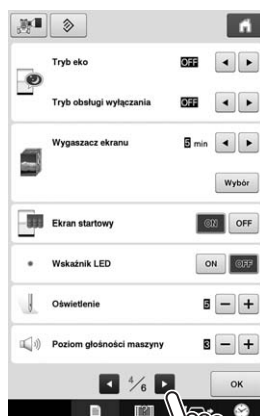 Tryb eko OFF
Tryb obsługi wyłączania OFF
Wygaszacz ekranu 5 min
Wybór
Ekran startowy ON OFF
Wskaźnik LED ON OFF
Oświetlenie 5 − +
Poziom głośności maszyny 3 − +
4/6 OK